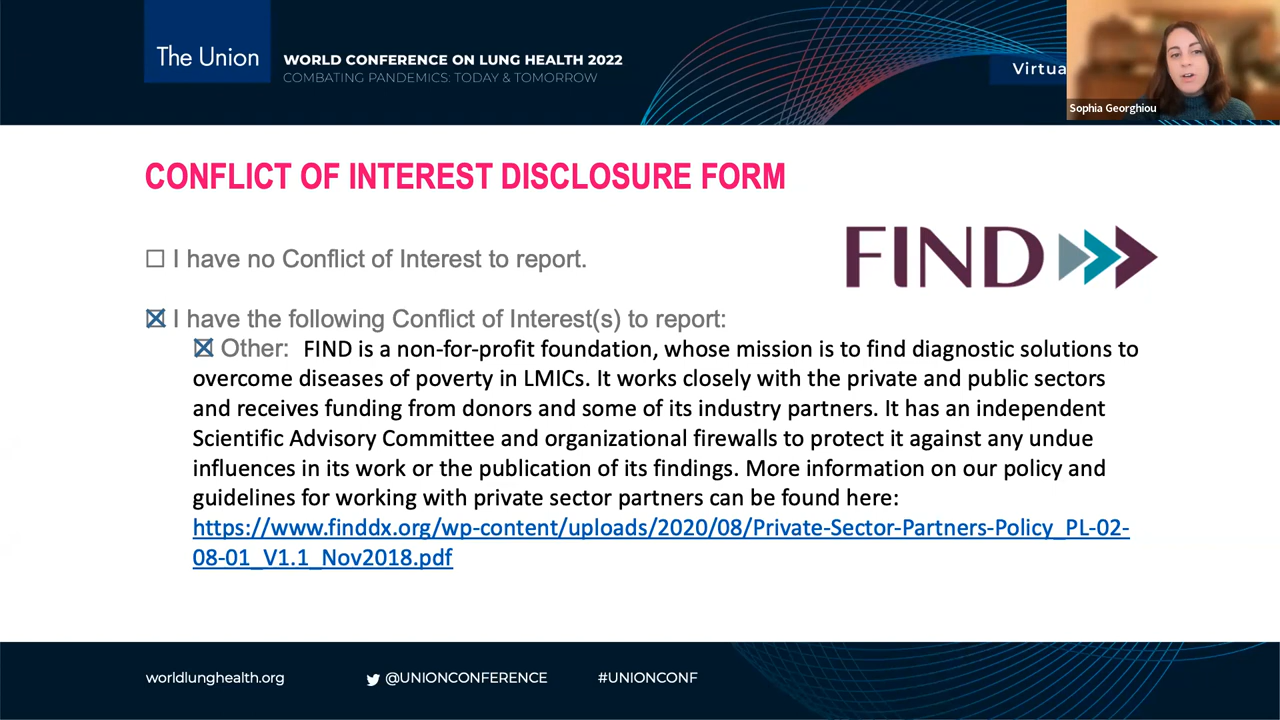 The Union
WORLD CONFERENCE ON LUNG HEALTH 2022
COMBATING PANDEMICS: TODAY & TOMORROW
Virtua
Sophia Georghiou
CONFLICT OF INTEREST DISCLOSURE FORM
FIND
☐ I have no Conflict of Interest to report.
☒ I have the following Conflict of Interest(s) to report:
☒ Other: FIND is a non-for-profit foundation, whose mission is to find diagnostic solutions to
overcome diseases of poverty in LMICs. It works closely with the private and public sectors
and receives funding from donors and some of its industry partners. It has an independent
Scientific Advisory Committee and organizational firewalls to protect it against any undue
influences in its work or the publication of its findings. More information on our policy and
guidelines for working with private sector partners can be found here:
https://www.finddx.org/wp-content/uploads/2020/08/Private-Sector-Partners-Policy_PL-02-
08-01_V1.1_Nov2018.pdf
worldlunghealth.org
@UNIONCONFERENCE
#UNIONCONF